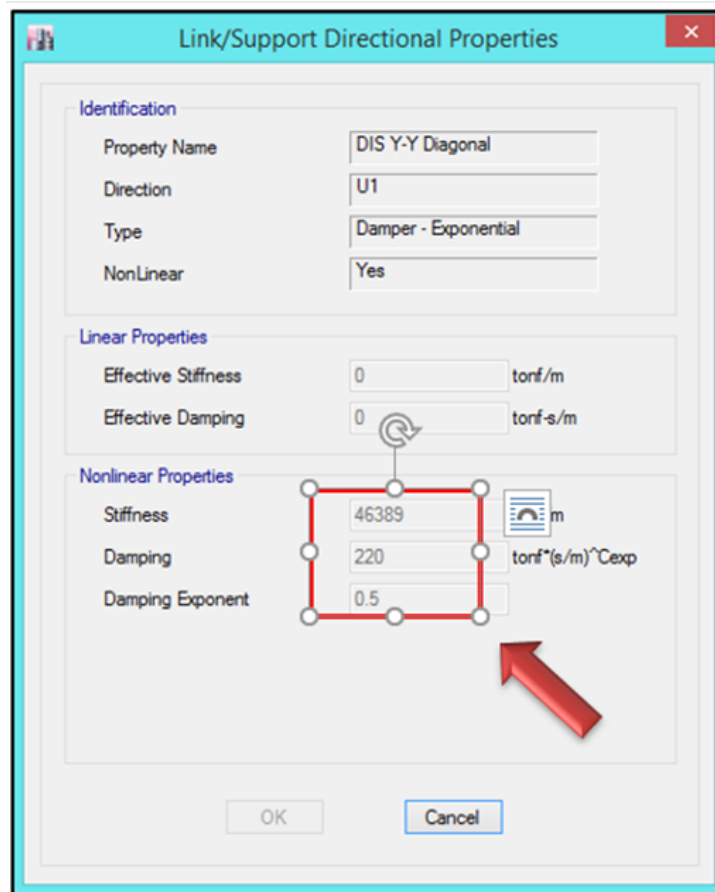 Link/Support Directional Properties
Identification
Property Name DIS Y-Y Diagonal
Direction U1
Type Damper - Exponential
NonLinear Yes
Linear Properties
Effective Stiffness 0 tonf/m
Effective Damping 0 tonf-s/m
Nonlinear Properties
Stiffness 46389 m
Damping 220 tonf*(s/m)^Cexp
Damping Exponent 0.5
OK Cancel